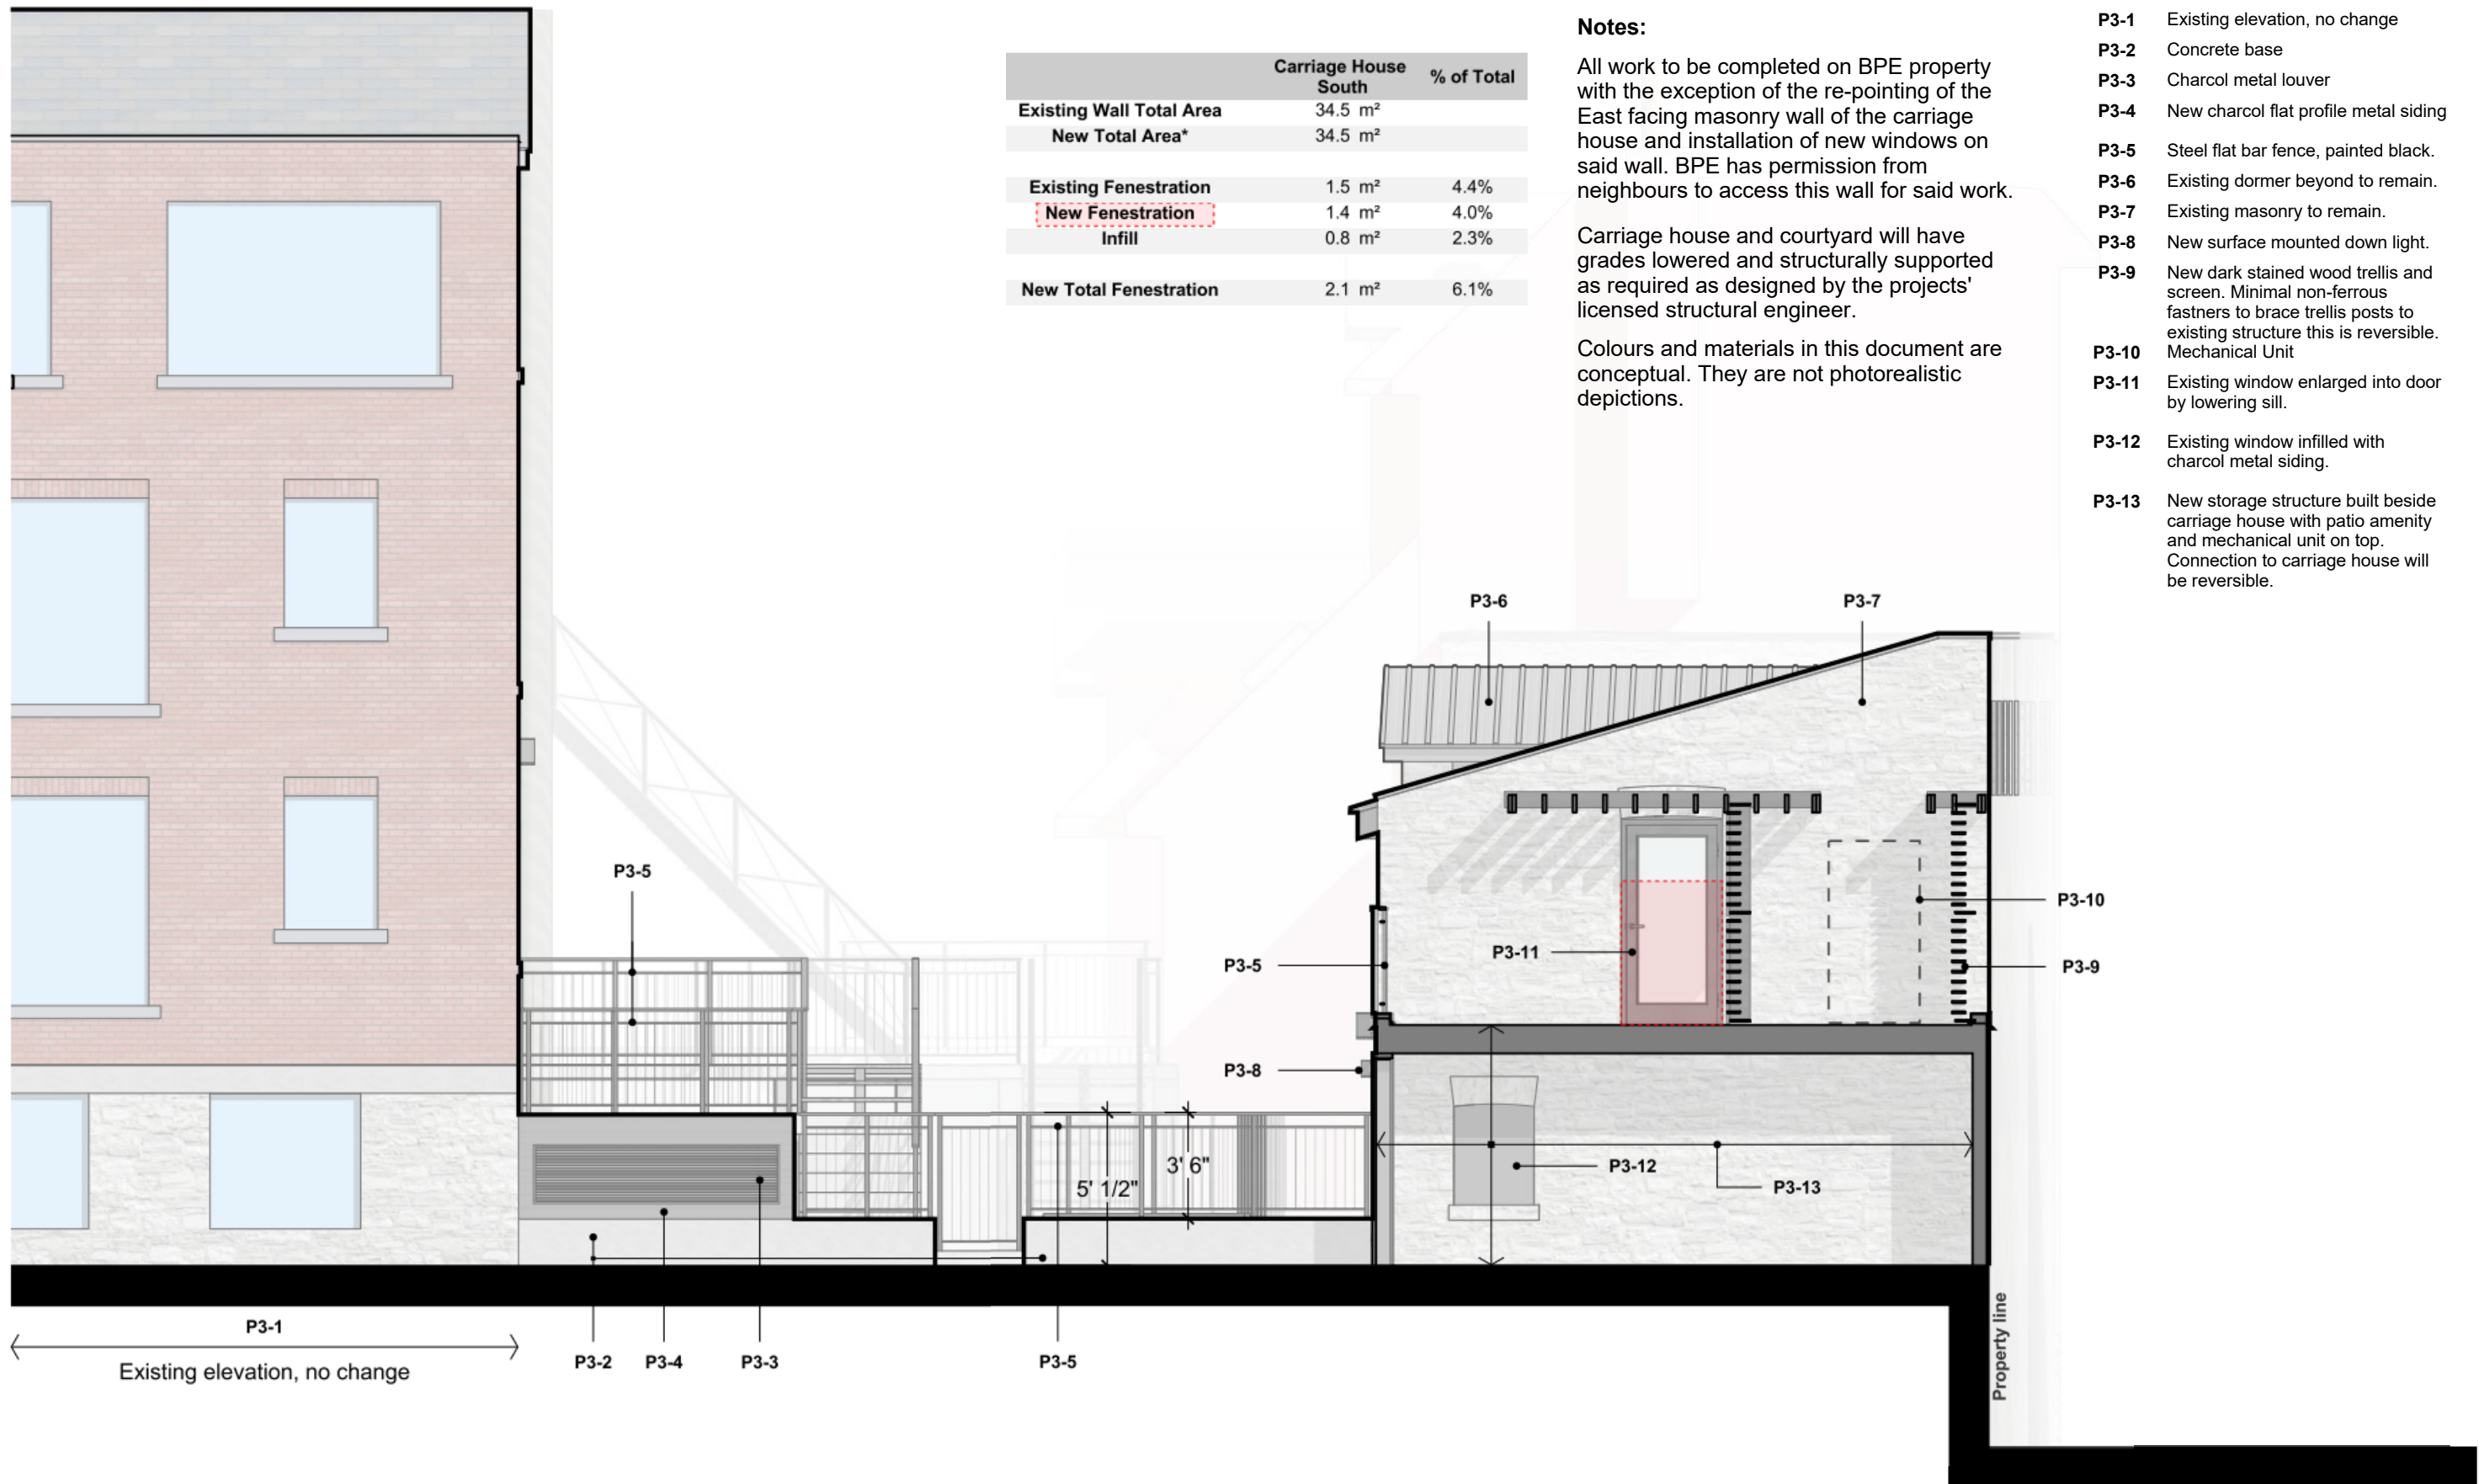 Carriage House South % of Total
Existing Wall Total Area 34.5 m²
New Total Area* 34.5 m²
Existing Fenestration 1.5 m² 4.4%
New Fenestration 1.4 m² 4.0%
Infill 0.8 m² 2.3%
New Total Fenestration 2.1 m² 6.1%
Notes:
All work to be completed on BPE property
with the exception of the re-pointing of the
East facing masonry wall of the carriage
house and installation of new windows on
said wall. BPE has permission from
neighbours to access this wall for said work.
Carriage house and courtyard will have
grades lowered and structurally supported
as required as designed by the projects'
licensed structural engineer.
Colours and materials in this document are
conceptual. They are not photorealistic
depictions.
P3-1 Existing elevation, no change
P3-2 Concrete base
P3-3 Charcol metal louver
P3-4 New charcol flat profile metal siding
P3-5 Steel flat bar fence, painted black.
P3-6 Existing dormer beyond to remain.
P3-7 Existing masonry to remain.
P3-8 New surface mounted down light.
P3-9 New dark stained wood trellis and
screen. Minimal non-ferrous
fastners to brace trellis posts to
existing structure this is reversible.
P3-10 Mechanical Unit
P3-11 Existing window enlarged into door
by lowering sill.
P3-12 Existing window infilled with
charcol metal siding.
P3-13 New storage structure built beside
carriage house with patio amenity
and mechanical unit on top.
Connection to carriage house will
be reversible.
P3-6
P3-7
P3-5
P3-10
P3-11
P3-5
P3-9
P3-8
3' 6"
5' 1/2"
P3-12
P3-13
P3-1
Existing elevation, no change
P3-2
P3-4
P3-3
P3-5
Property line